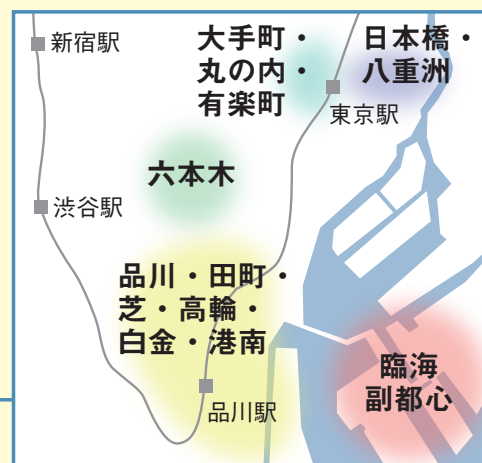 新宿駅
大手町・
丸の内・
有楽町
日本橋・
八重洲
東京駅
六本木
渋谷駅
品川・田町・
芝・高輪・
白金・港南
臨海
副都心
品川駅